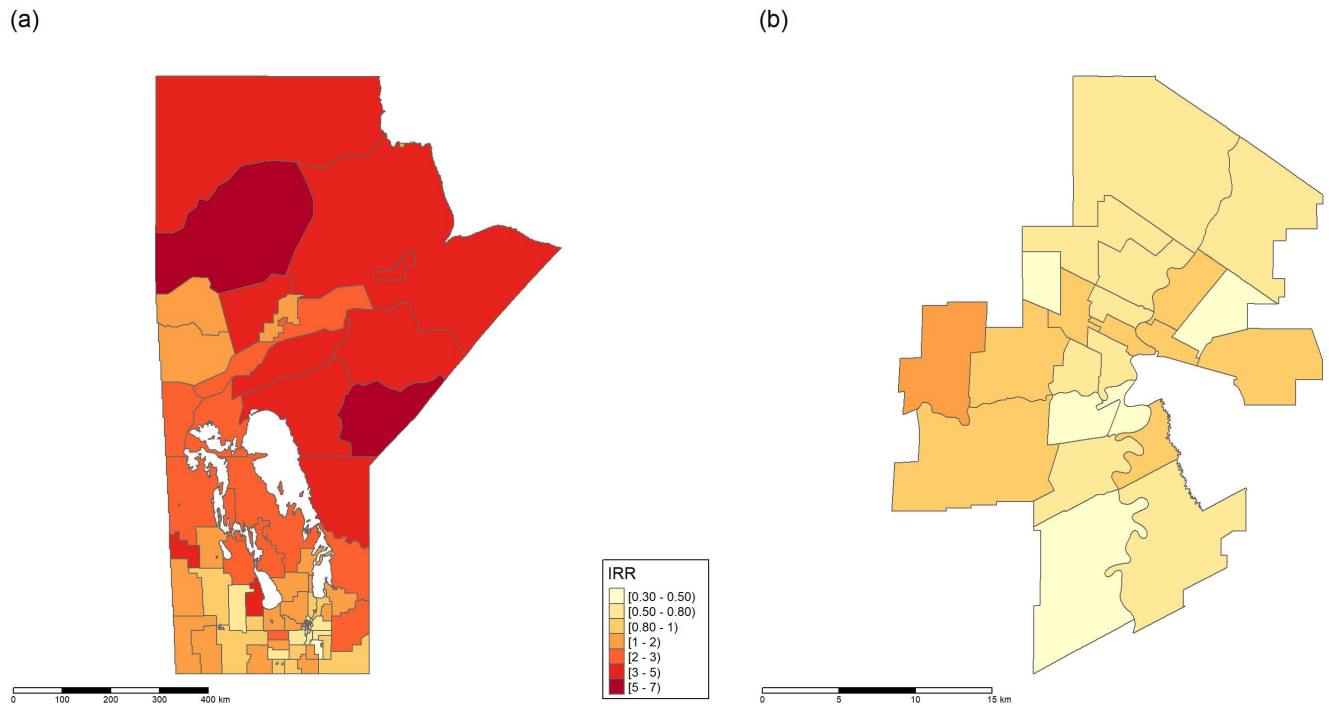 (a)
(b)
IRR
[0.30 - 0.50)
[0.50 - 0.80)
[0.80 - 1)
[1 - 2)
[2 - 3)
[3 - 5)
[5 - 7)
0 100 200 300 400 km
0 5 10 15 km